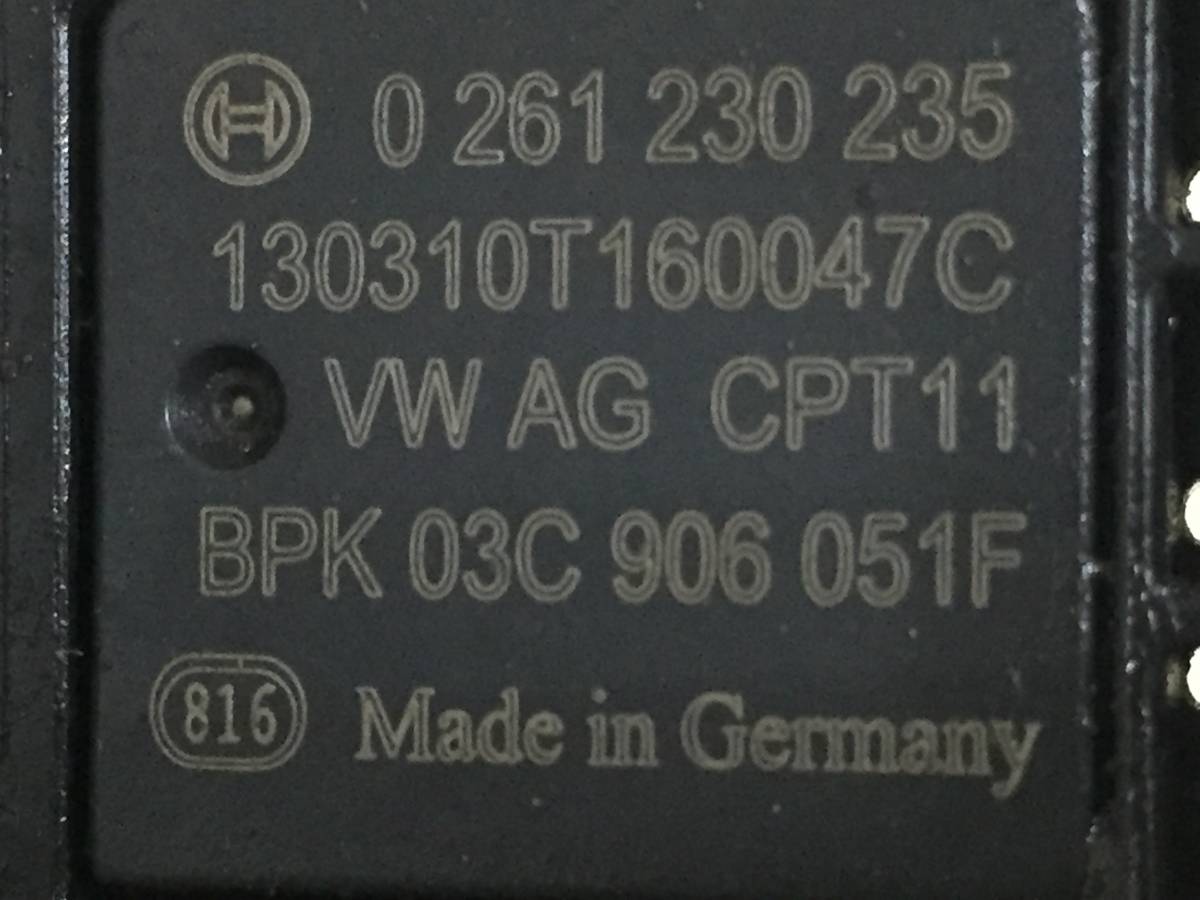 0 261 230 235
130310T160047C
VW AG CPT11
BPK 03C 906 051F
816 Made in Germany